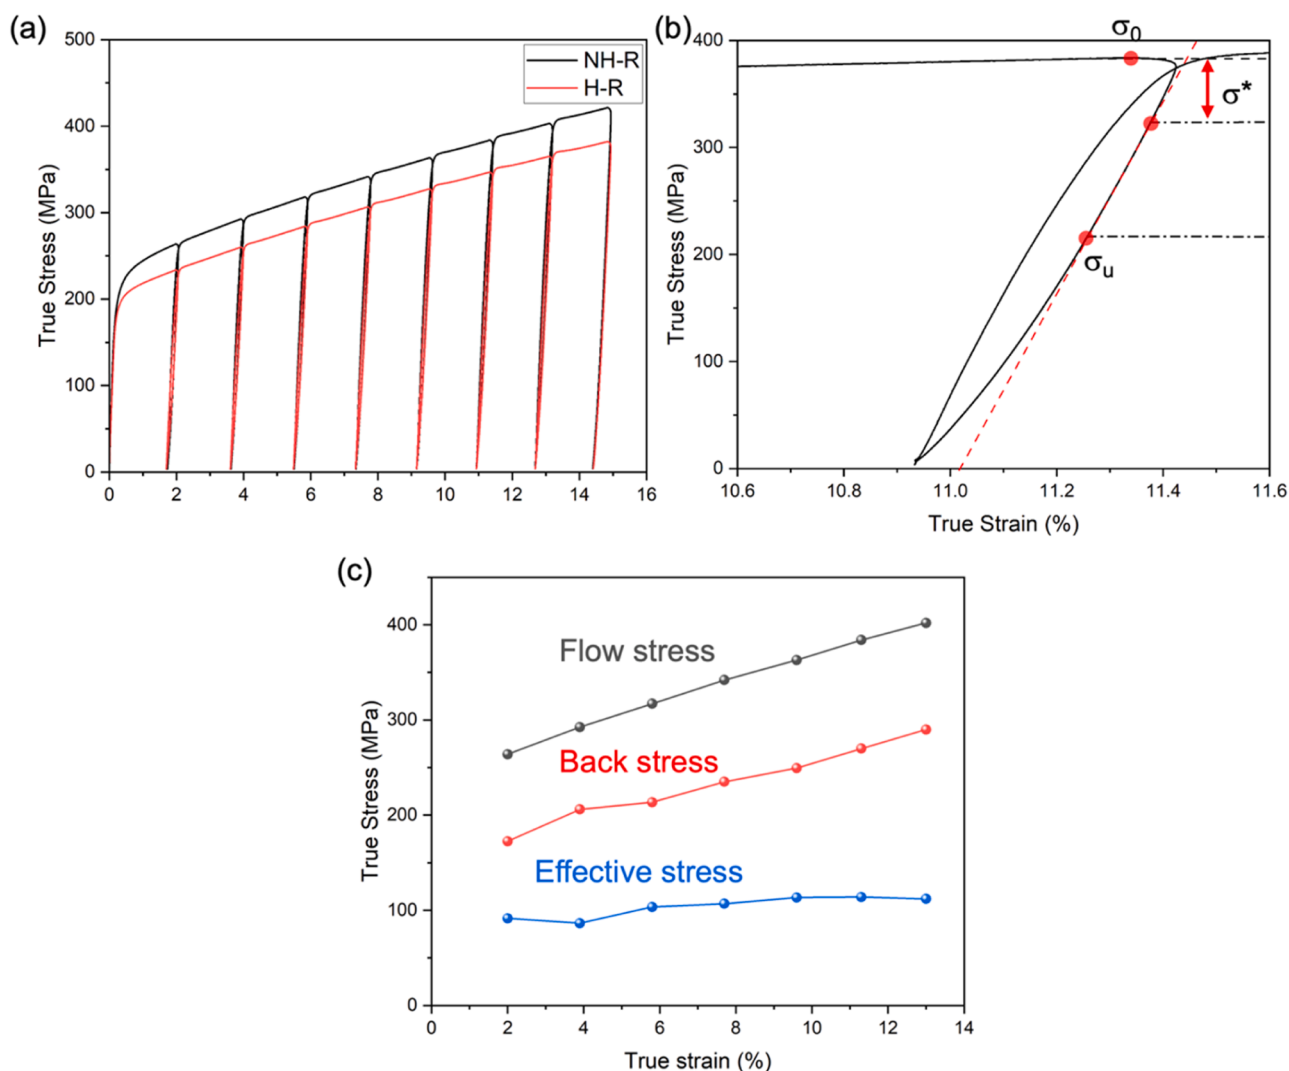 (a)
500
400
300
200
100
0
True Stress (MPa)
NH-R
H-R
0 2 4 6 8 10 12 14 16
(b)
400
300
200
100
0
True Stress (MPa)
σ0
σ*
σu
10.6 10.8 11.0 11.2 11.4 11.6
True Strain (%)
(c)
400
300
200
100
0
True Stress (MPa)
Flow stress
Back stress
Effective stress
0 2 4 6 8 10 12 14
True strain (%)